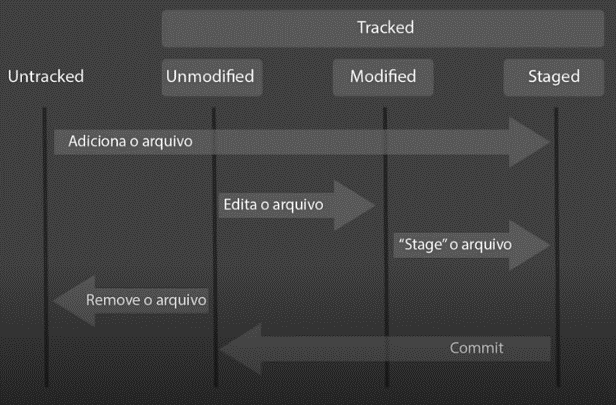 Tracked
Untracked Unmodified Modified Staged
Adiciona o arquivo
Edita o arquivo
“Stage” o arquivo
Remove o arquivo
Commit